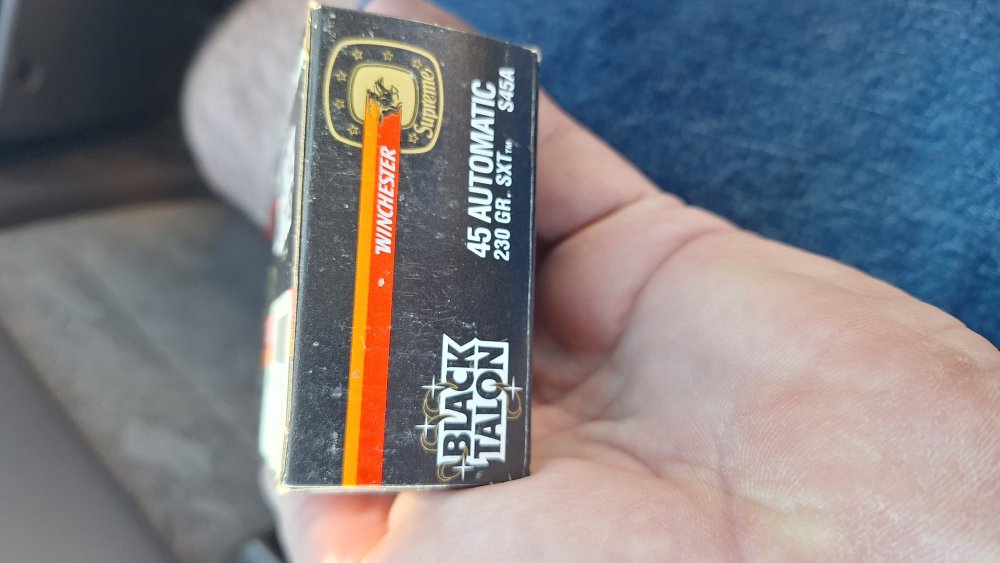 Supreme
WINCHESTER
45 AUTOMATIC
230 GR. SXT™ S45A
BLACK
TALON